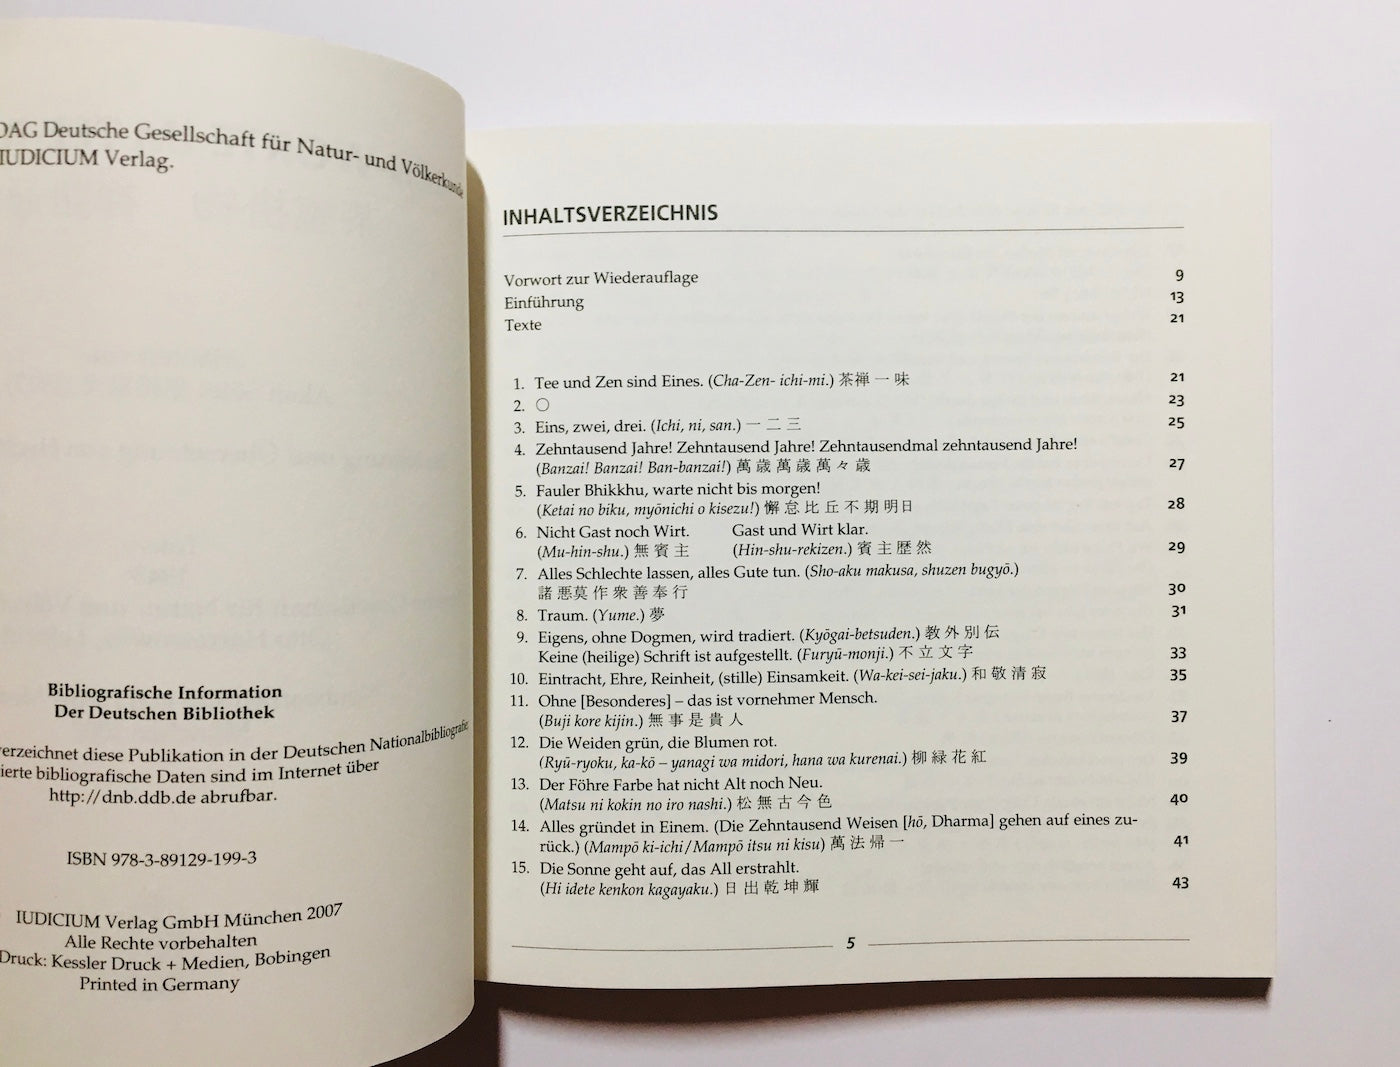 DAG Deutsche Gesellschaft für Natur- und Völkerkunde
IUDICIUM Verlag.
Bibliografische Information
Der Deutschen Bibliothek
verzeichnet diese Publikation in der Deutschen Nationalbibliografie
ierte bibliografische Daten sind im Internet über
http://dnb.ddb.de abrufbar.
ISBN 978-3-89129-199-3
IUDICIUM Verlag GmbH München 2007
Alle Rechte vorbehalten
Druck: Kessler Druck + Medien, Bobingen
Printed in Germany
INHALTSVERZEICHNIS
Vorwort zur Wiederauflage 9
Einführung 13
Texte 21
1. Tee und Zen sind Eines. (Cha-Zen- ichi-mi.) 茶禅一味 21
2. ○ 23
3. Eins, zwei, drei. (Ichi, ni, san.) 一二三 25
4. Zehntausend Jahre! Zehntausend Jahre! Zehntausendmal zehntausend Jahre!
(Banzai! Banzai! Ban-banzai!) 萬歳萬歳萬々歳 27
5. Fauler Bhikkhu, warte nicht bis morgen!
(Ketai no biku, myōnichi o kisezu!) 懈怠比丘不期明日 28
6. Nicht Gast noch Wirt. Gast und Wirt klar.
(Mu-hin-shu.) 無賓主 (Hin-shu-rekizen.) 賓主歴然 29
7. Alles Schlechte lassen, alles Gute tun. (Sho-aku makusa, shuzen bugyō.)
諸悪莫作衆善奉行 30
8. Traum. (Yume.) 夢 31
9. Eigens, ohne Dogmen, wird tradiert. (Kyōgai-betsuden.) 教外別伝
Keine (heilige) Schrift ist aufgestellt. (Furyū-monji.) 不立文字 33
10. Eintracht, Ehre, Reinheit, (stille) Einsamkeit. (Wa-kei-sei-jaku.) 和敬清寂 35
11. Ohne [Besonderes] – das ist vornehmer Mensch.
(Buji kore kijin.) 無事是貴人 37
12. Die Weiden grün, die Blumen rot.
(Ryū-ryoku, ka-kō – yanagi wa midori, hana wa kurenai.) 柳緑花紅 39
13. Der Föhre Farbe hat nicht Alt noch Neu.
(Matsu ni kokin no iro nashi.) 松無古今色 40
14. Alles gründet in Einem. (Die Zehntausend Weisen [hō, Dharma] gehen auf eines zu-
rück.) (Mampō ki-ichi/Mampō itsu ni kisu) 萬法帰一 41
15. Die Sonne geht auf, das All erstrahlt.
(Hi idete kenkon kagayaku.) 日出乾坤輝 43
5